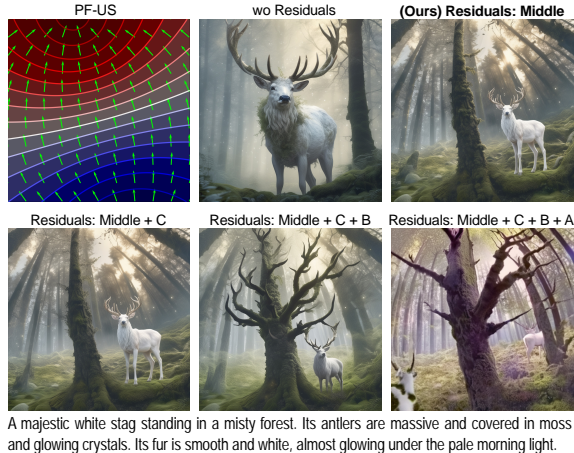 PF-US
wo Residuals
(Ours) Residuals: Middle
Residuals: Middle + C
Residuals: Middle + C + B
Residuals: Middle + C + B + A
A majestic white stag standing in a misty forest. Its antlers are massive and covered in moss
and glowing crystals. Its fur is smooth and white, almost glowing under the pale morning light.